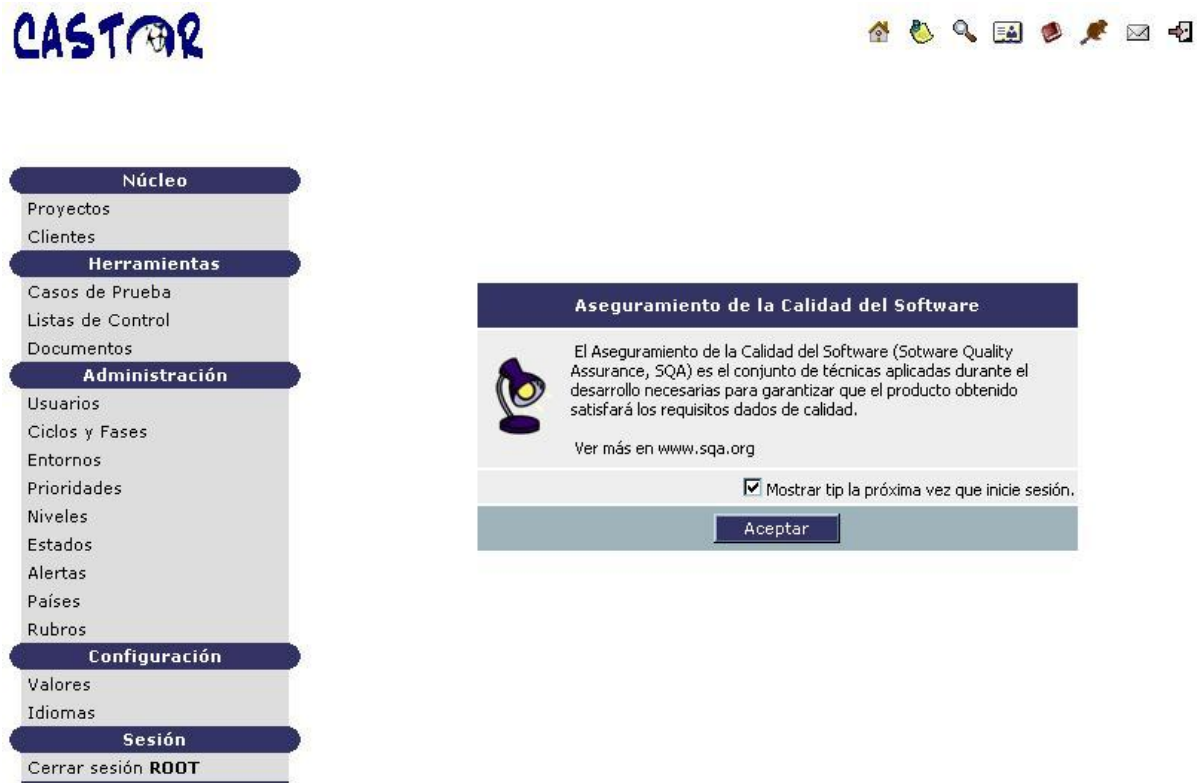 CASTOR
Núcleo
Proyectos
Clientes
Herramientas
Casos de Prueba
Listas de Control
Documentos
Administración
Usuarios
Ciclos y Fases
Entornos
Prioridades
Niveles
Estados
Alertas
Países
Rubros
Configuración
Valores
Idiomas
Sesión
Cerrar sesión ROOT
Aseguramiento de la Calidad del Software
El Aseguramiento de la Calidad del Software (Sotware Quality
Assurance, SQA) es el conjunto de técnicas aplicadas durante el
desarrollo necesarias para garantizar que el producto obtenido
satisfará los requisitos dados de calidad.
Ver más en www.sqa.org
Mostrar tip la próxima vez que inicie sesión.
Aceptar